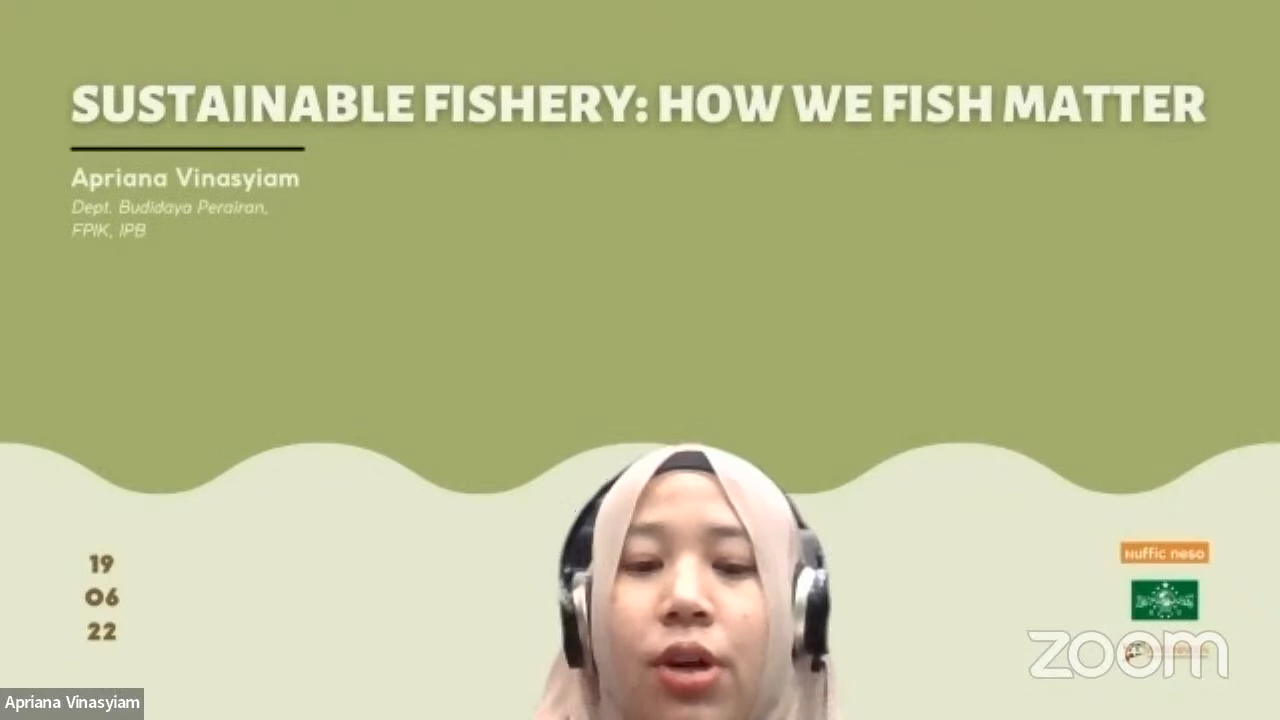 SUSTAINABLE FISHERY: HOW WE FISH MATTER
Apriana Vinasyiam
Dept. Budidaya Perairan,
FPIK, IPB
19
06
22
nuffic neso
zoom
Apriana Vinasyiam